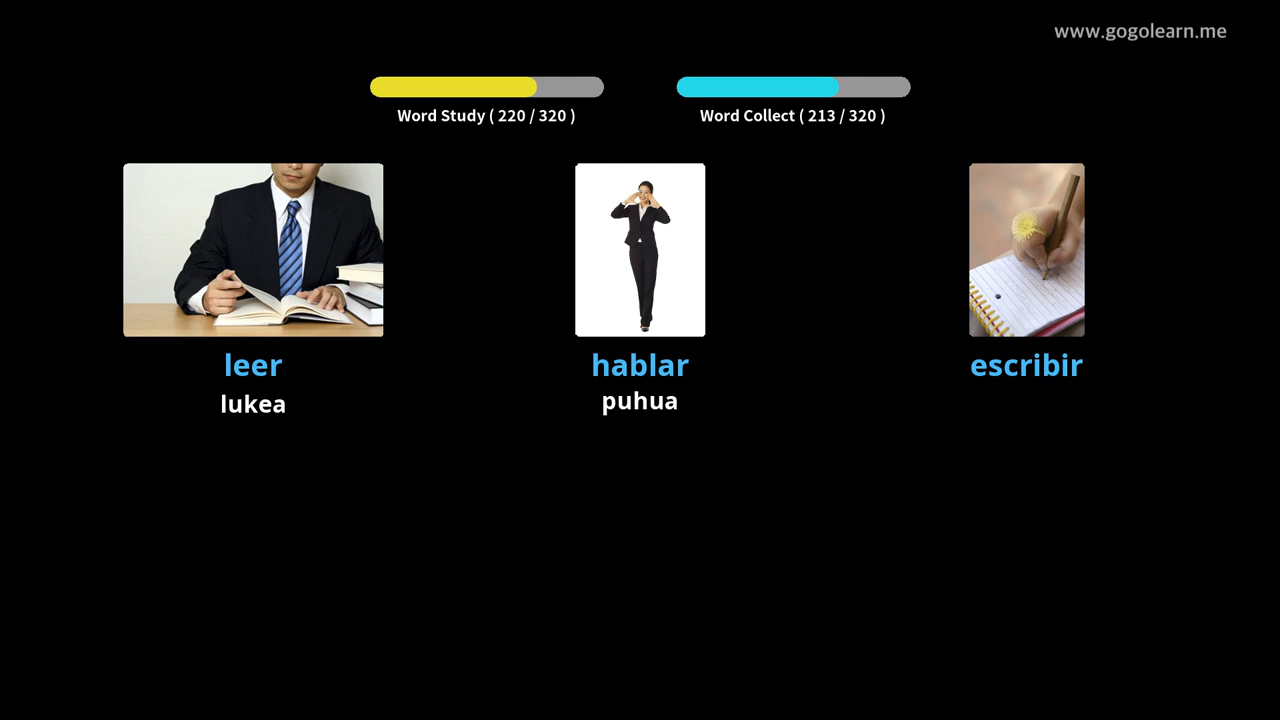 www.gogolearn.me
Word Study ( 220 / 320 )
Word Collect ( 213 / 320 )
leer
hablar
escribir
lukea
puhua